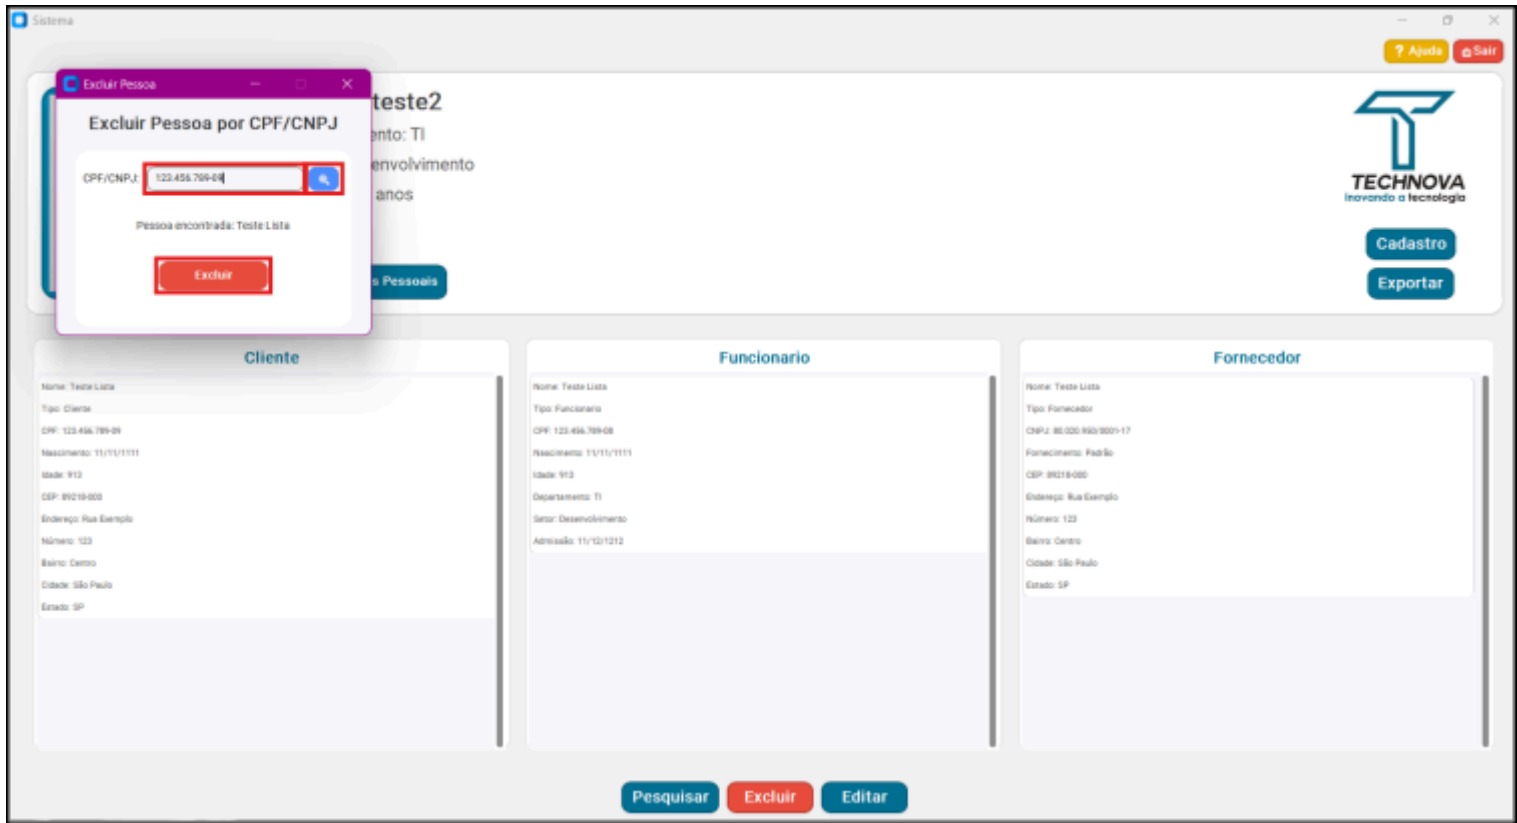 Sistema
? Ajuda
Sair
Excluir Pessoa
Excluir Pessoa por CPF/CNPJ
CPF/CNPJ:
123.456.789-09
Pessoa encontrada: Teste Lista
Excluir
teste2
ento: TI
envolvimento
anos
s Pessoais
TECHNOVA
inovando a tecnologia
Cadastro
Exportar
Cliente
Nome: Teste Lista
Tipo: Cliente
CPF: 123.456.789-09
Nascimento: 11/11/1111
Idade: 913
CEP: 89218-000
Endereço: Rua Exemplo
Número: 123
Bairro: Centro
Cidade: São Paulo
Estado: SP
Funcionario
Nome: Teste Lista
Tipo: Funcionario
CPF: 123.456.789-08
Nascimento: 11/11/1111
Idade: 913
Departamento: TI
Setor: Desenvolvimento
Admissão: 11/12/1212
Fornecedor
Nome: Teste Lista
Tipo: Fornecedor
CNPJ: 80.020.950/0001-17
Fornecimento: Padrão
CEP: 89218-000
Endereço: Rua Exemplo
Número: 123
Bairro: Centro
Cidade: São Paulo
Estado: SP
Pesquisar
Excluir
Editar